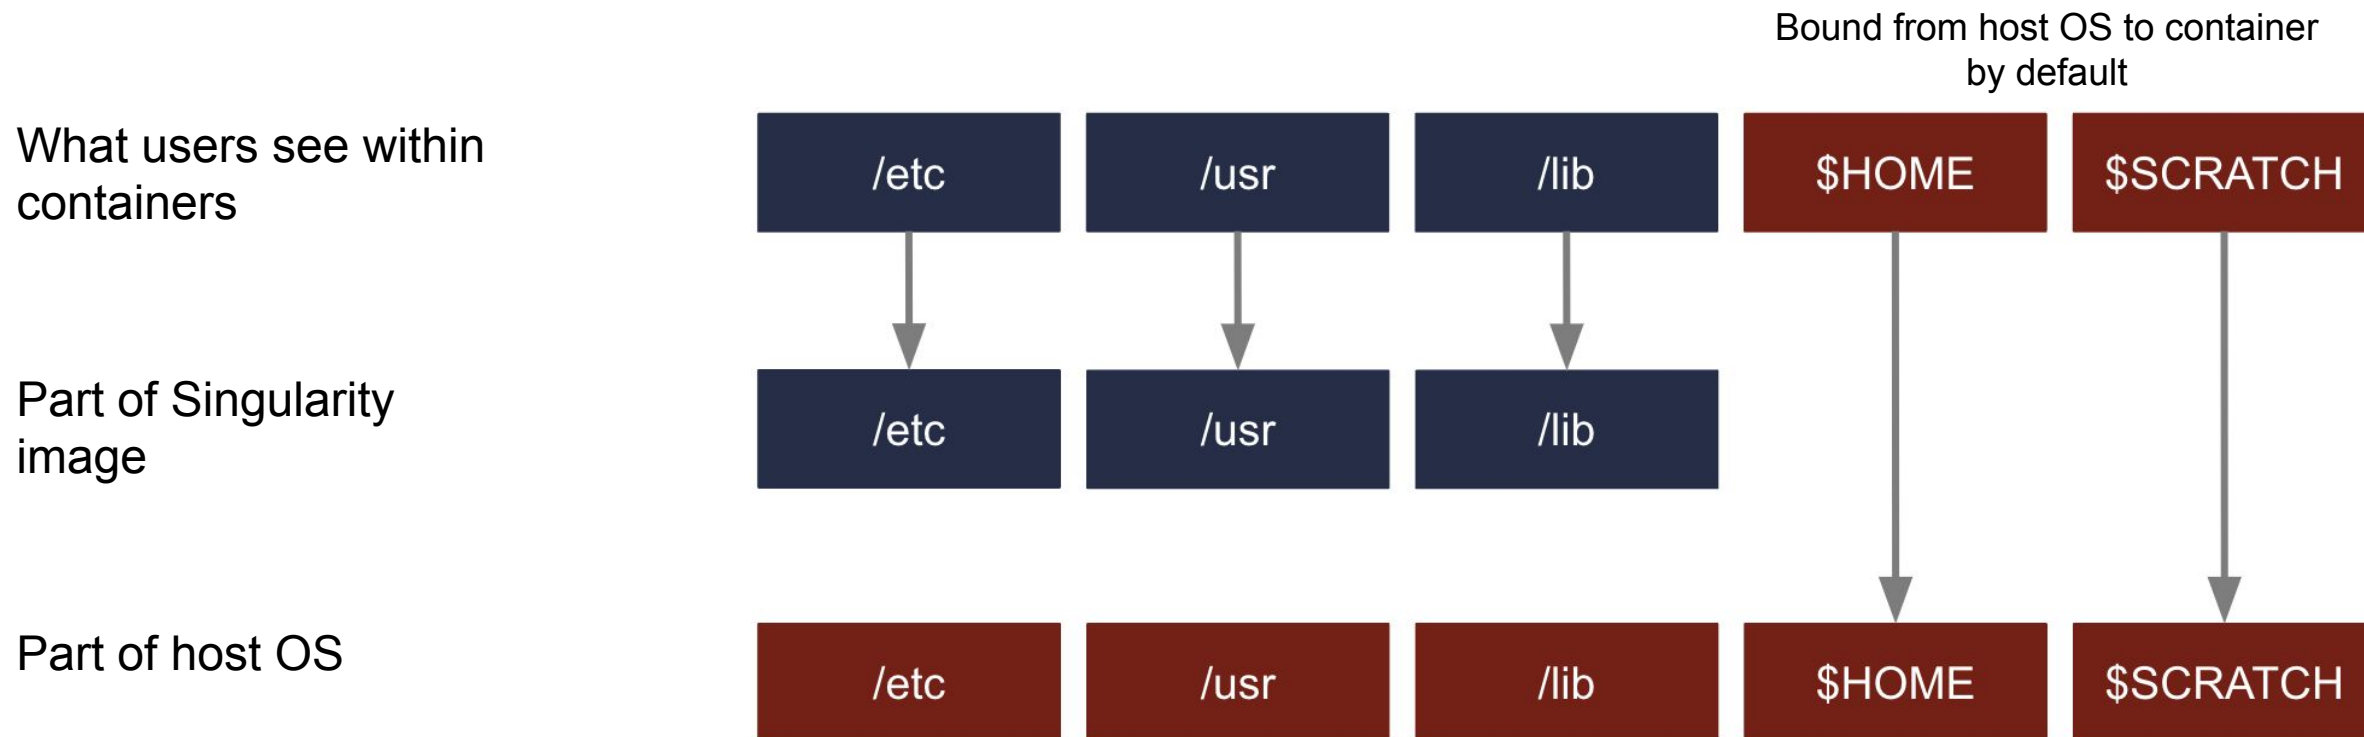 Bound from host OS to container
by default
What users see within
containers
/etc
/usr
/lib
$HOME
$SCRATCH
Part of Singularity
image
/etc
/usr
/lib
Part of host OS
/etc
/usr
/lib
$HOME
$SCRATCH